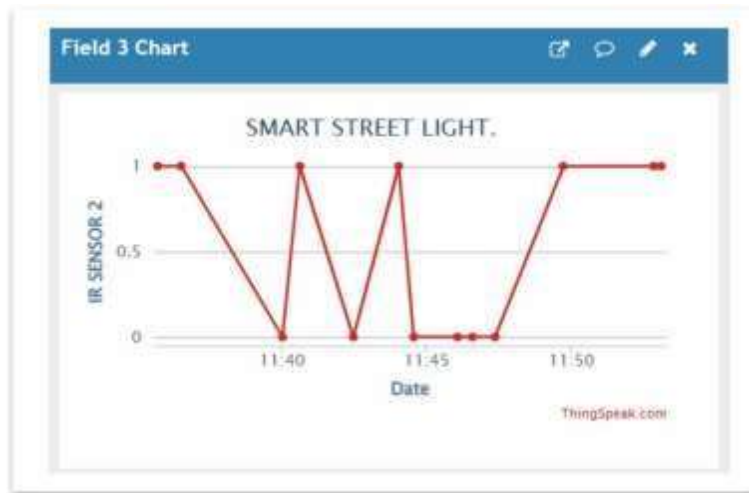 Field 3 Chart
SMART STREET LIGHT.
IR SENSOR 2
1
0.5
0
11:40
11:45
11:50
Date
ThingSpeak.com